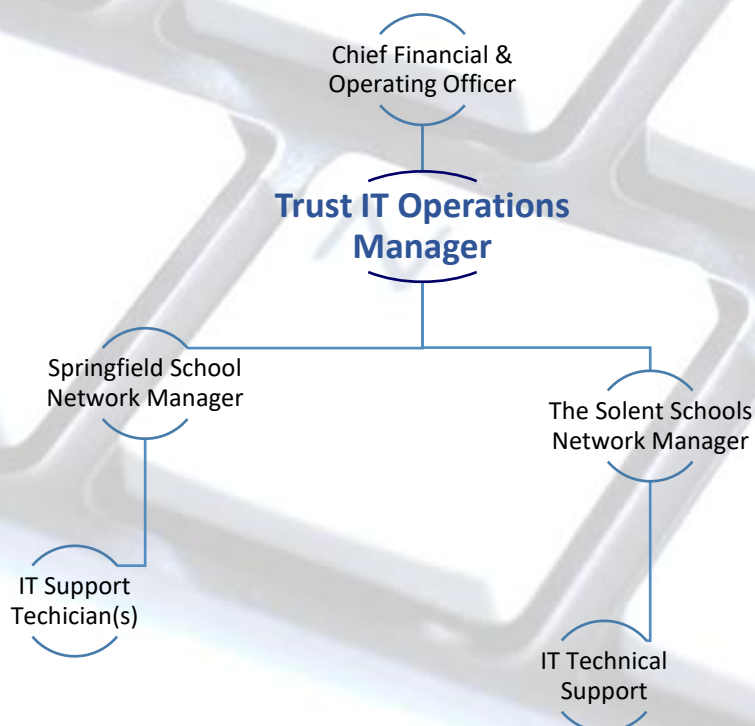 Chief Financial &
Operating Officer
Trust IT Operations
Manager
Springfield School
Network Manager
The Solent Schools
Network Manager
IT Support
Techician(s)
IT Technical
Support